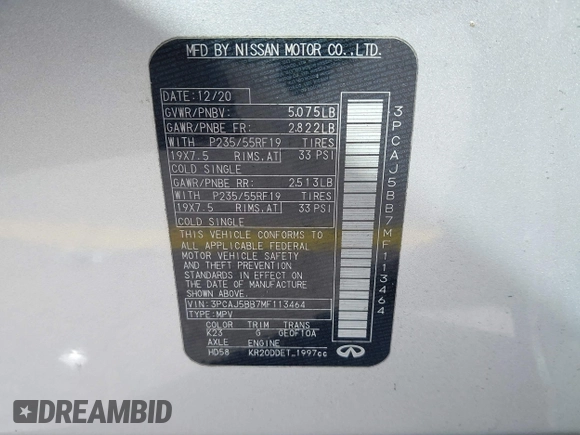 MFD BY NISSAN MOTOR CO.,LTD.
DATE: 12/20
GVWR/PNBV: 5.075LB
GAWR/PNBE FR: 2.822LB
WITH P235/55RF19 TIRES
19X7.5 RIMS.AT 33 PSI
COLD SINGLE
GAWR/PNBE RR: 2.513LB
WITH P235/55RF19 TIRES
19X7.5 RIMS.AT 33 PSI
COLD SINGLE
THIS VEHICLE CONFORMS TO
ALL APPLICABLE FEDERAL
MOTOR VEHICLE SAFETY
AND THEFT PREVENTION
STANDARDS IN EFFECT ON
THE DATE OF MANUFACTURE
SHOWN ABOVE.
VIN: 3PCAJ5BB7MF113464
TYPE: MPV
COLOR TRIM TRANS
K23 G GE0F10A
AXLE ENGINE
HD58 KR20DDET_1997cc
3PCAJ5BB7MF113464
DREAMBID